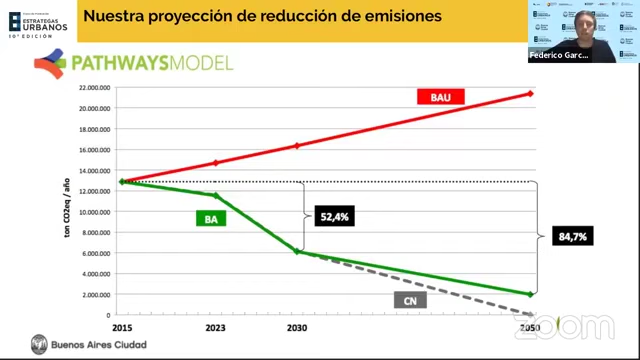 ESTRATEGAS
URBANOS
10° EDICIÓN
Nuestra proyección de reducción de emisiones
Federico Garc...
PATHWAYSMODEL
22.000.000
20.000.000
18.000.000
16.000.000
14.000.000
12.000.000
10.000.000
8.000.000
6.000.000
4.000.000
2.000.000
0
ton CO2eq / año
BAU
BA
52,4%
84,7%
CN
2015
2023
2030
2050
zoom
Buenos Aires Ciudad